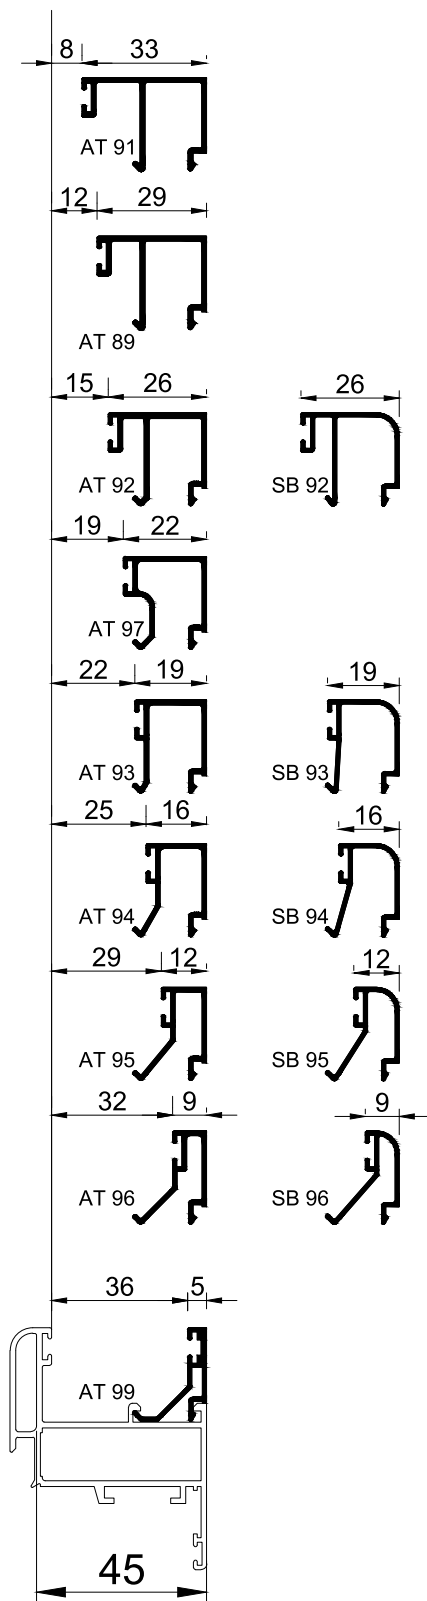 8 33
AT 91
12 29
AT 89
15 26 26
AT 92 SB 92
19 22
AT 97
22 19 19
AT 93 SB 93
25 16 16
AT 94 SB 94
29 12 12
AT 95 SB 95
32 9 9
AT 96 SB 96
36 5
AT 99
45